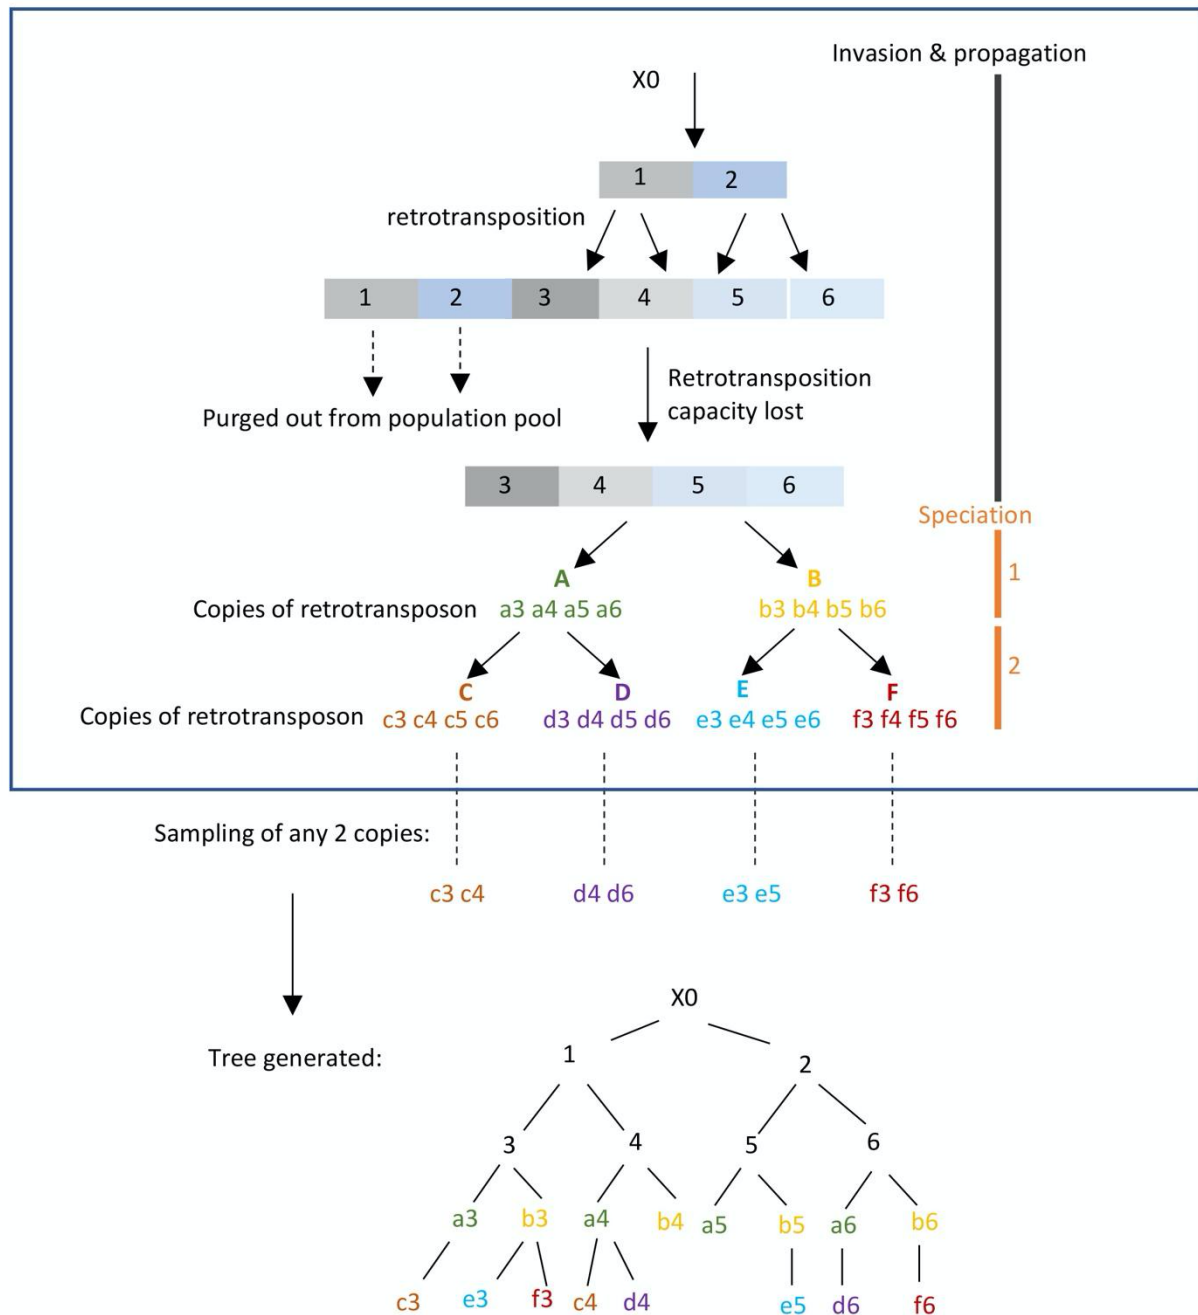 Invasion & propagation
X0
1 2
retrotransposition
1 2 3 4 5 6
Retrotransposition
capacity lost
Purged out from population pool
3 4 5 6
Speciation
A B
1
Copies of retrotransposon a3 a4 a5 a6 b3 b4 b5 b6
2
C D E F
Copies of retrotransposon c3 c4 c5 c6 d3 d4 d5 d6 e3 e4 e5 e6 f3 f4 f5 f6
Sampling of any 2 copies:
c3 c4 d4 d6 e3 e5 f3 f6
X0
Tree generated: 1 2
3 4 5 6
a3 b3 a4 b4 a5 b5 a6 b6
c3 e3 f3 c4 d4 e5 d6 f6